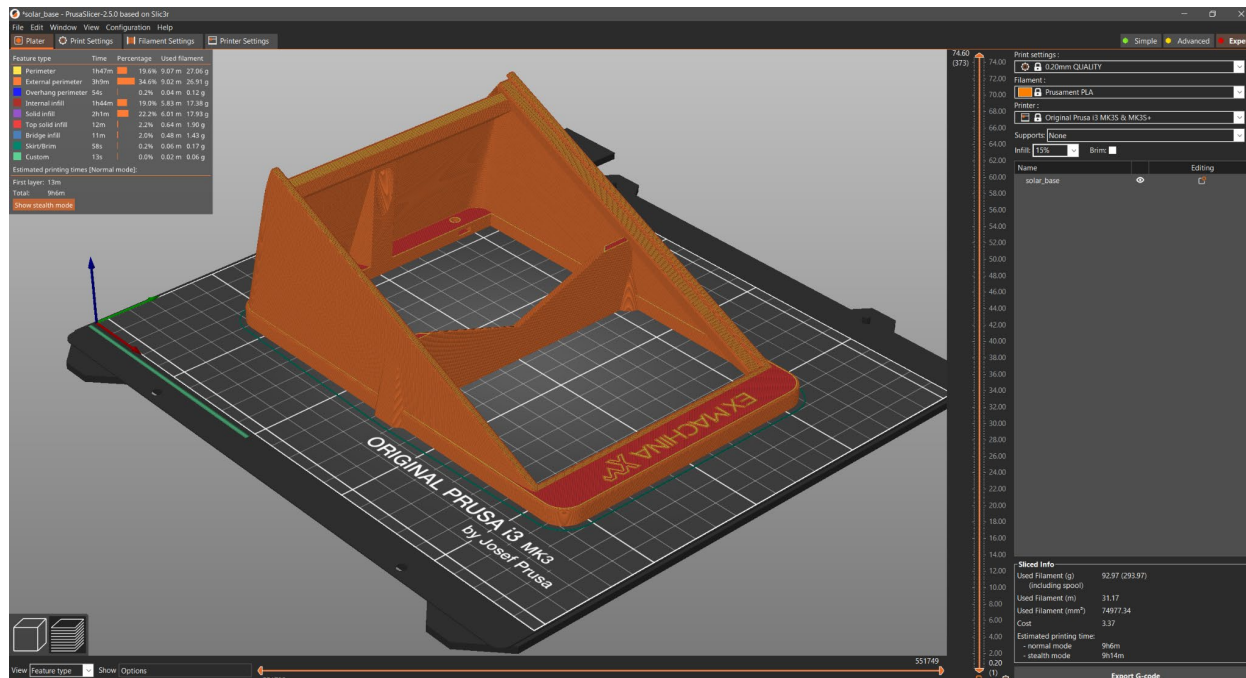 *solar_base - PrusaSlicer-2.5.0 based on Slic3r
File Edit Window View Configuration Help
Plater Print Settings Filament Settings Printer Settings
Simple Advanced Expe
Feature type Time Percentage Used filament
Perimeter 1h47m 19.6% 9.07 m 27.06 g
External perimeter 3h9m 34.6% 9.02 m 26.91 g
Overhang perimeter 54s 0.2% 0.04 m 0.12 g
Internal infill 1h44m 19.0% 5.83 m 17.38 g
Solid infill 2h1m 22.2% 6.01 m 17.93 g
Top solid infill 12m 2.2% 0.64 m 1.90 g
Bridge infill 11m 2.0% 0.48 m 1.43 g
Skirt/Brim 58s 0.2% 0.06 m 0.17 g
Custom 13s 0.0% 0.02 m 0.06 g
Estimated printing times [Normal mode]:
First layer: 13m
Total: 9h6m
Show stealth mode
EX MACHINA
ORIGINAL PRUSA i3 MK3
by Josef Prusa
View Feature type Show Options
551749
74.60
(373)
74.00
72.00
70.00
68.00
66.00
64.00
62.00
60.00
58.00
56.00
54.00
52.00
50.00
48.00
46.00
44.00
42.00
40.00
38.00
36.00
34.00
32.00
30.00
28.00
26.00
24.00
22.00
20.00
18.00
16.00
14.00
12.00
10.00
8.00
6.00
4.00
2.00
0.20
(1)
Print settings :
0.20mm QUALITY
Filament :
Prusament PLA
Printer :
Original Prusa i3 MK3S & MK3S+
Supports: None
Infill: 15% Brim:
Name Editing
solar_base
Sliced Info
Used Filament (g) 92.97 (293.97)
(including spool)
Used Filament (m) 31.17
Used Filament (mm³) 74977.34
Cost 3.37
Estimated printing time:
- normal mode 9h6m
- stealth mode 9h14m
Export G-code